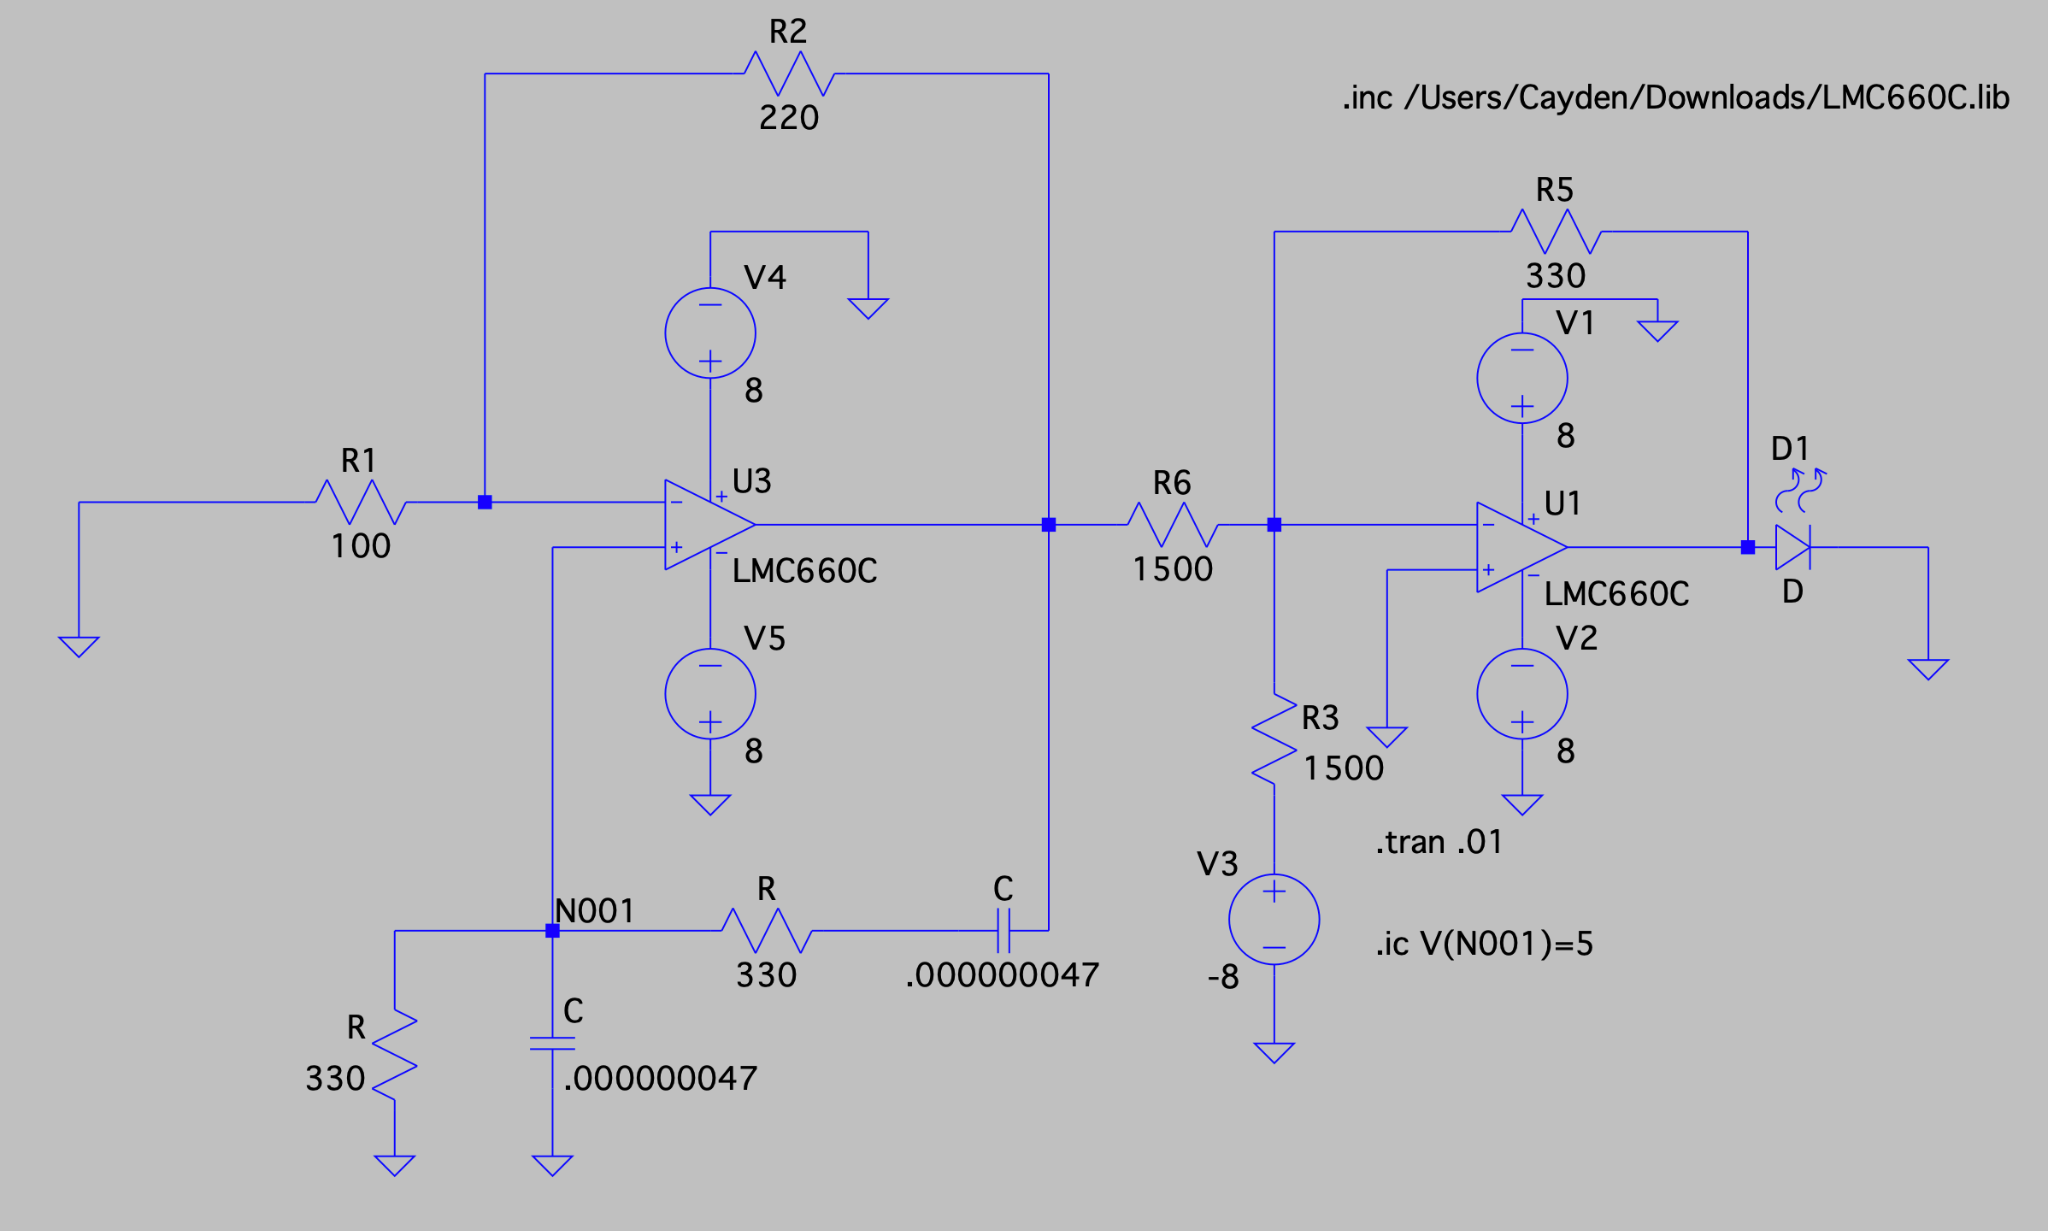 R2
220
.inc /Users/Cayden/Downloads/LMC660C.lib
R5
330
V4
−
+
8
V1
−
+
8
R1
100
U3
−
+
+
−
LMC660C
R6
1500
U1
−
+
+
−
LMC660C
D1
D
V5
−
+
8
V2
−
+
8
R3
1500
.tran .01
V3
+
−
-8
.ic V(N001)=5
N001
R
330
C
.000000047
R
330
C
.000000047